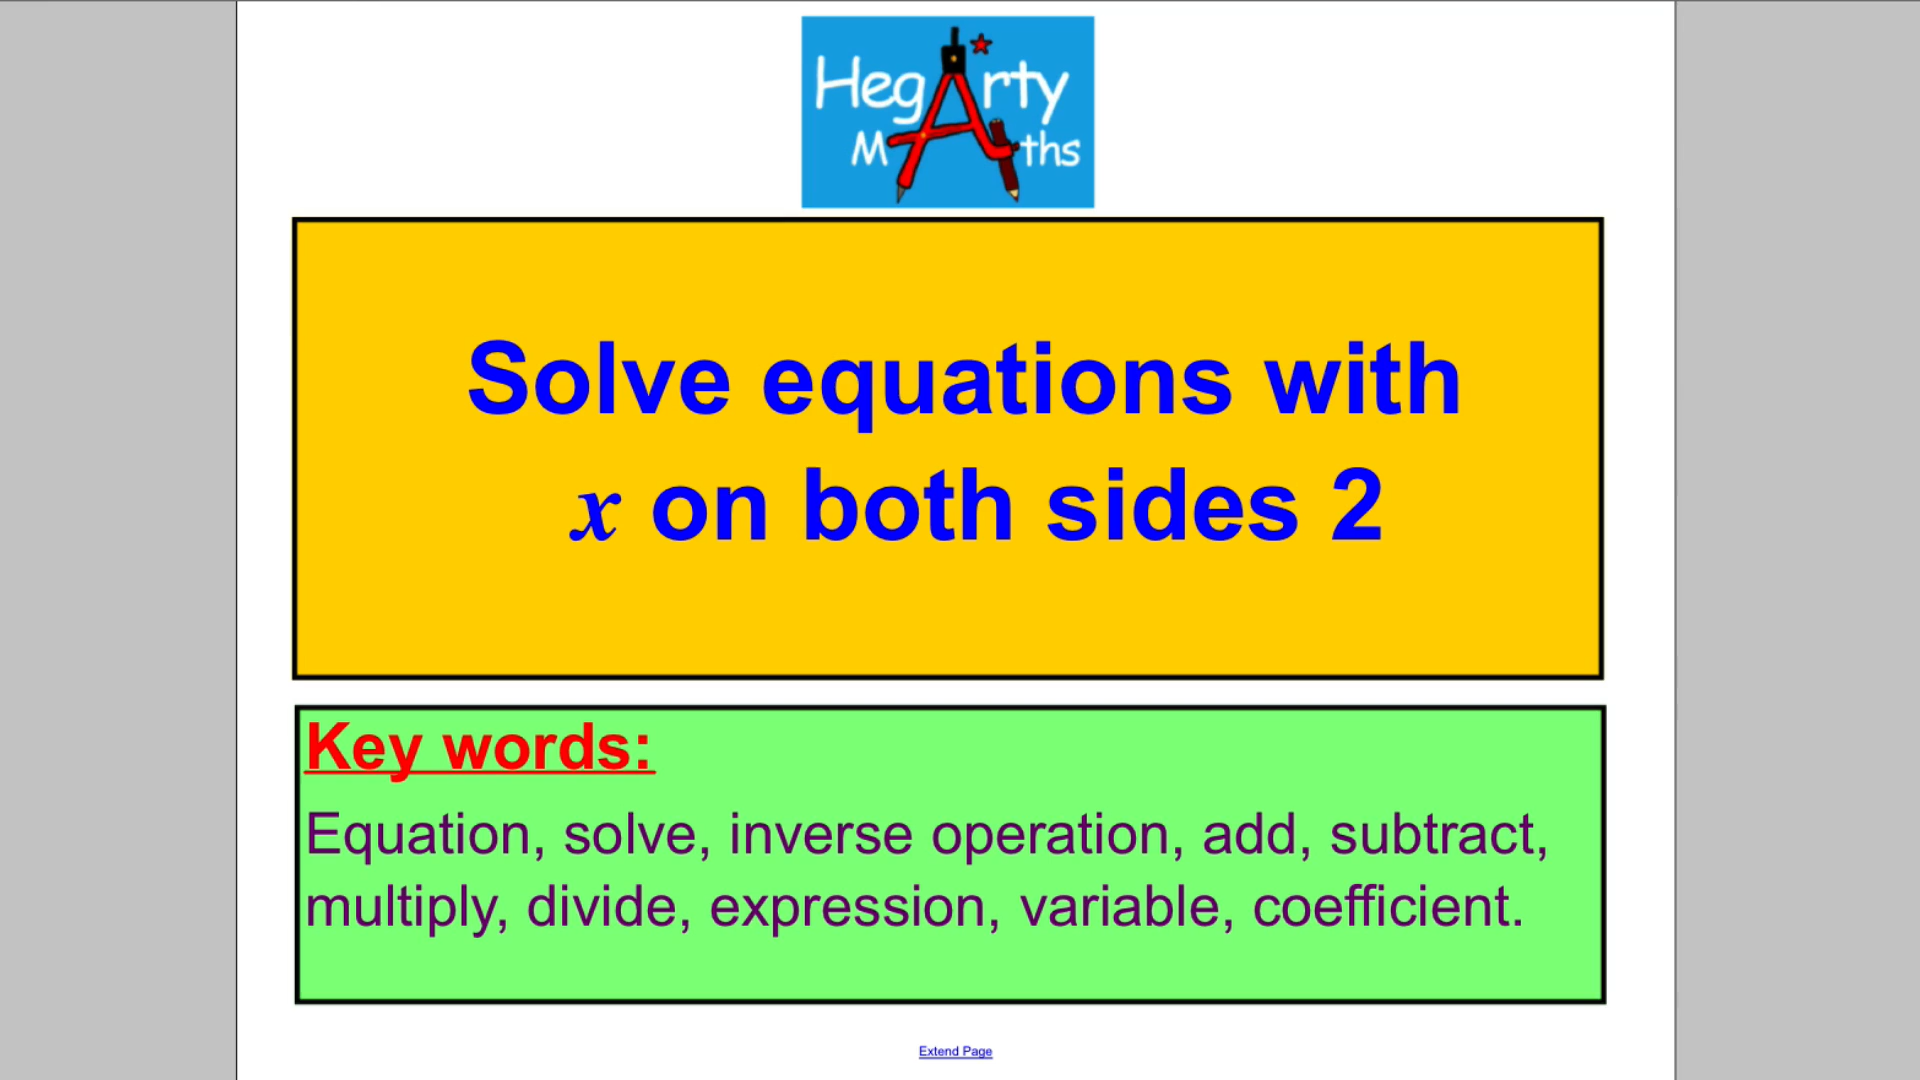 HegArty
MAths
Solve equations with
x on both sides 2
Key words:
Equation, solve, inverse operation, add, subtract,
multiply, divide, expression, variable, coefficient.
Extend Page